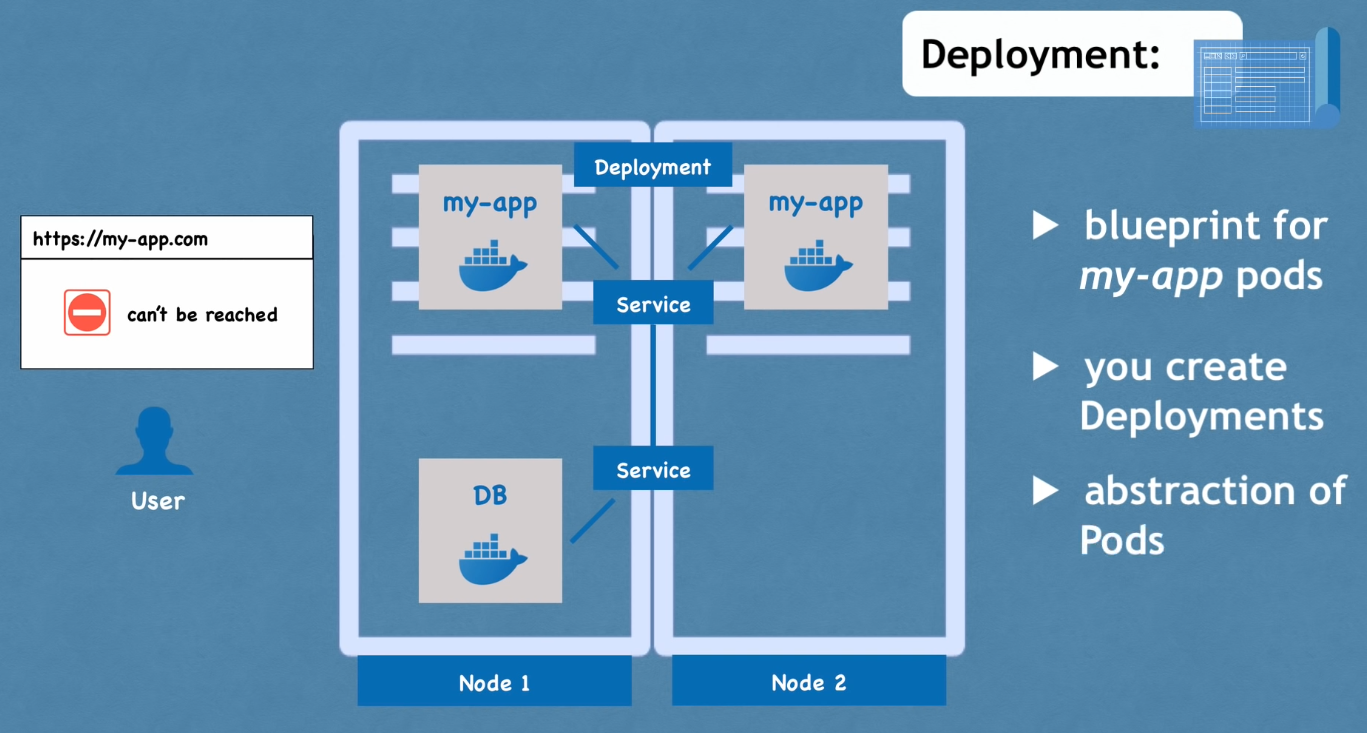 Deployment:
https://my-app.com
can't be reached
User
Deployment
my-app
my-app
Service
Service
DB
Node 1
Node 2
blueprint for
my-app pods
you create
Deployments
abstraction of
Pods